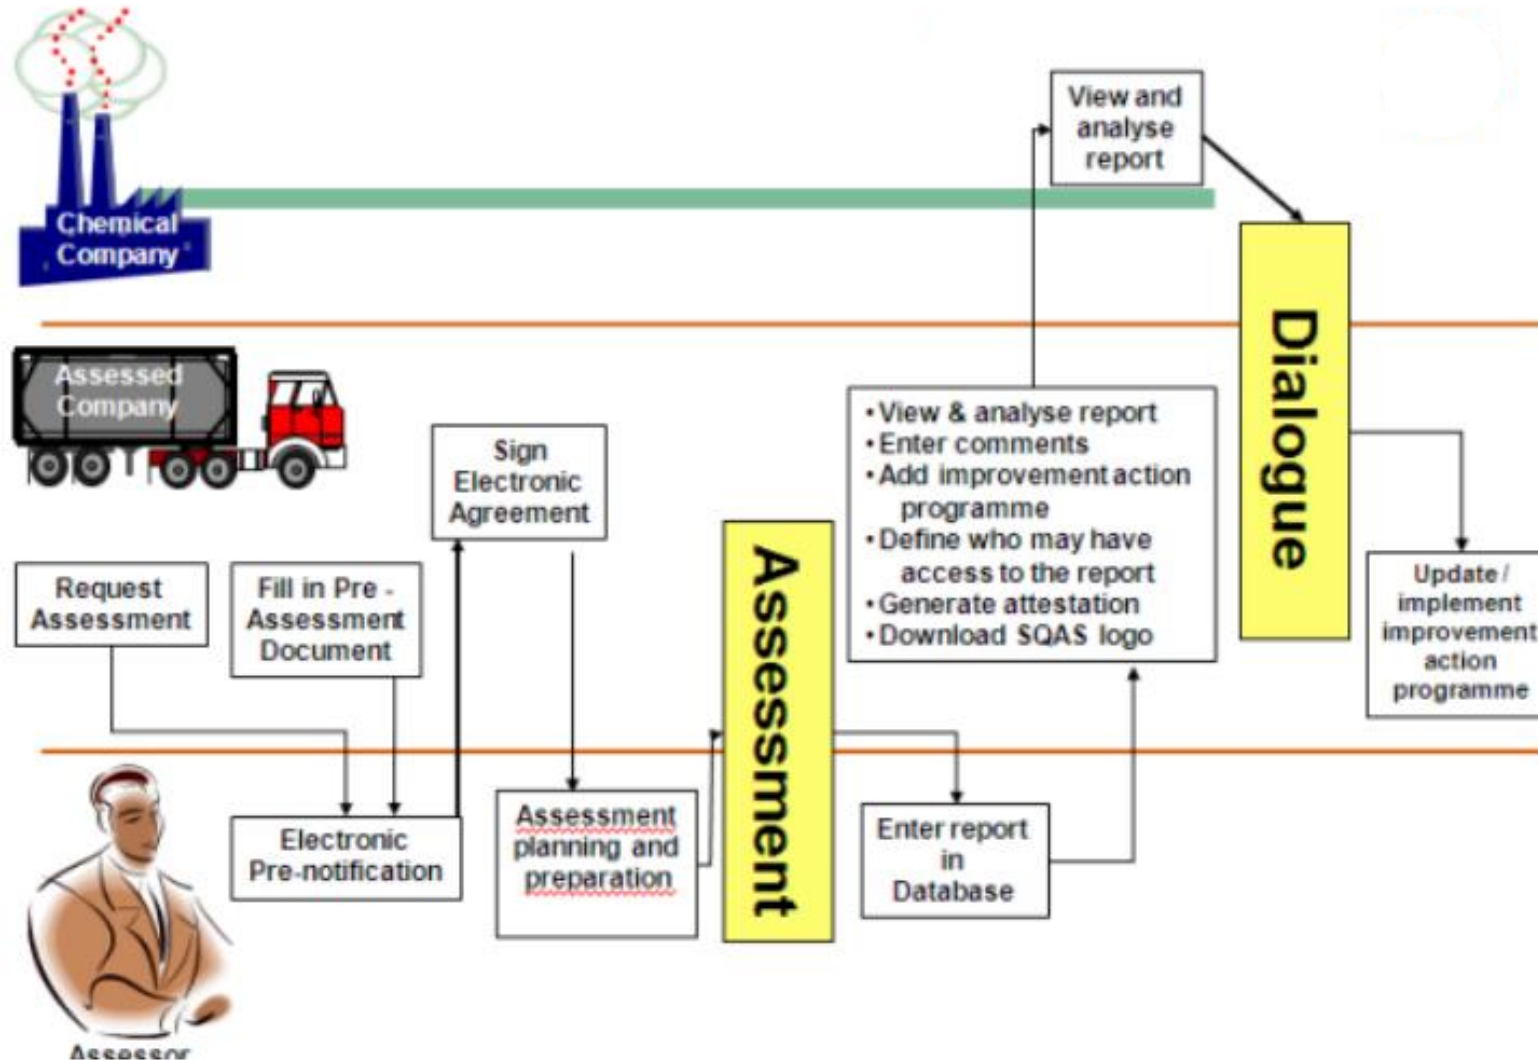 Chemical
Company
View and
analyse
report
Assessed
Company
Dialogue
Sign
Electronic
Agreement
• View & analyse report
• Enter comments
• Add improvement action
programme
• Define who may have
access to the report
• Generate attestation
• Download SQAS logo
Request
Assessment
Fill in Pre -
Assessment
Document
Assessment
Update /
implement
improvement
action
programme
Electronic
Pre-notification
Assessment
planning and
preparation
Enter report
in
Database
Assessor